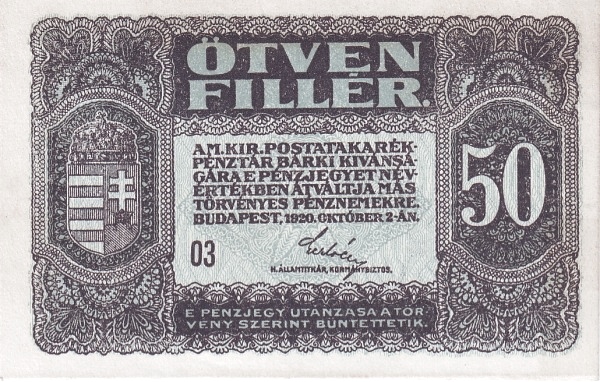 ÖTVEN
FILLÉR.
A M. KIR. POSTATAKARÉK-
PÉNZTÁR BÁRKI KIVÁNSÁ-
GÁRA E PÉNZJEGYET NÉV-
ÉRTÉKBEN ÁTVÁLTJA MÁS
TÖRVÉNYES PÉNZNEMEKRE.
BUDAPEST, 1920. OKTÓBER 2-ÁN.
50
03
H. ÁLLAMTITKÁR, KORMÁNYBIZTOS.
E PÉNZJEGY UTÁNZÁSA A TÖR
VÉNY SZERINT BÜNTETTETIK.